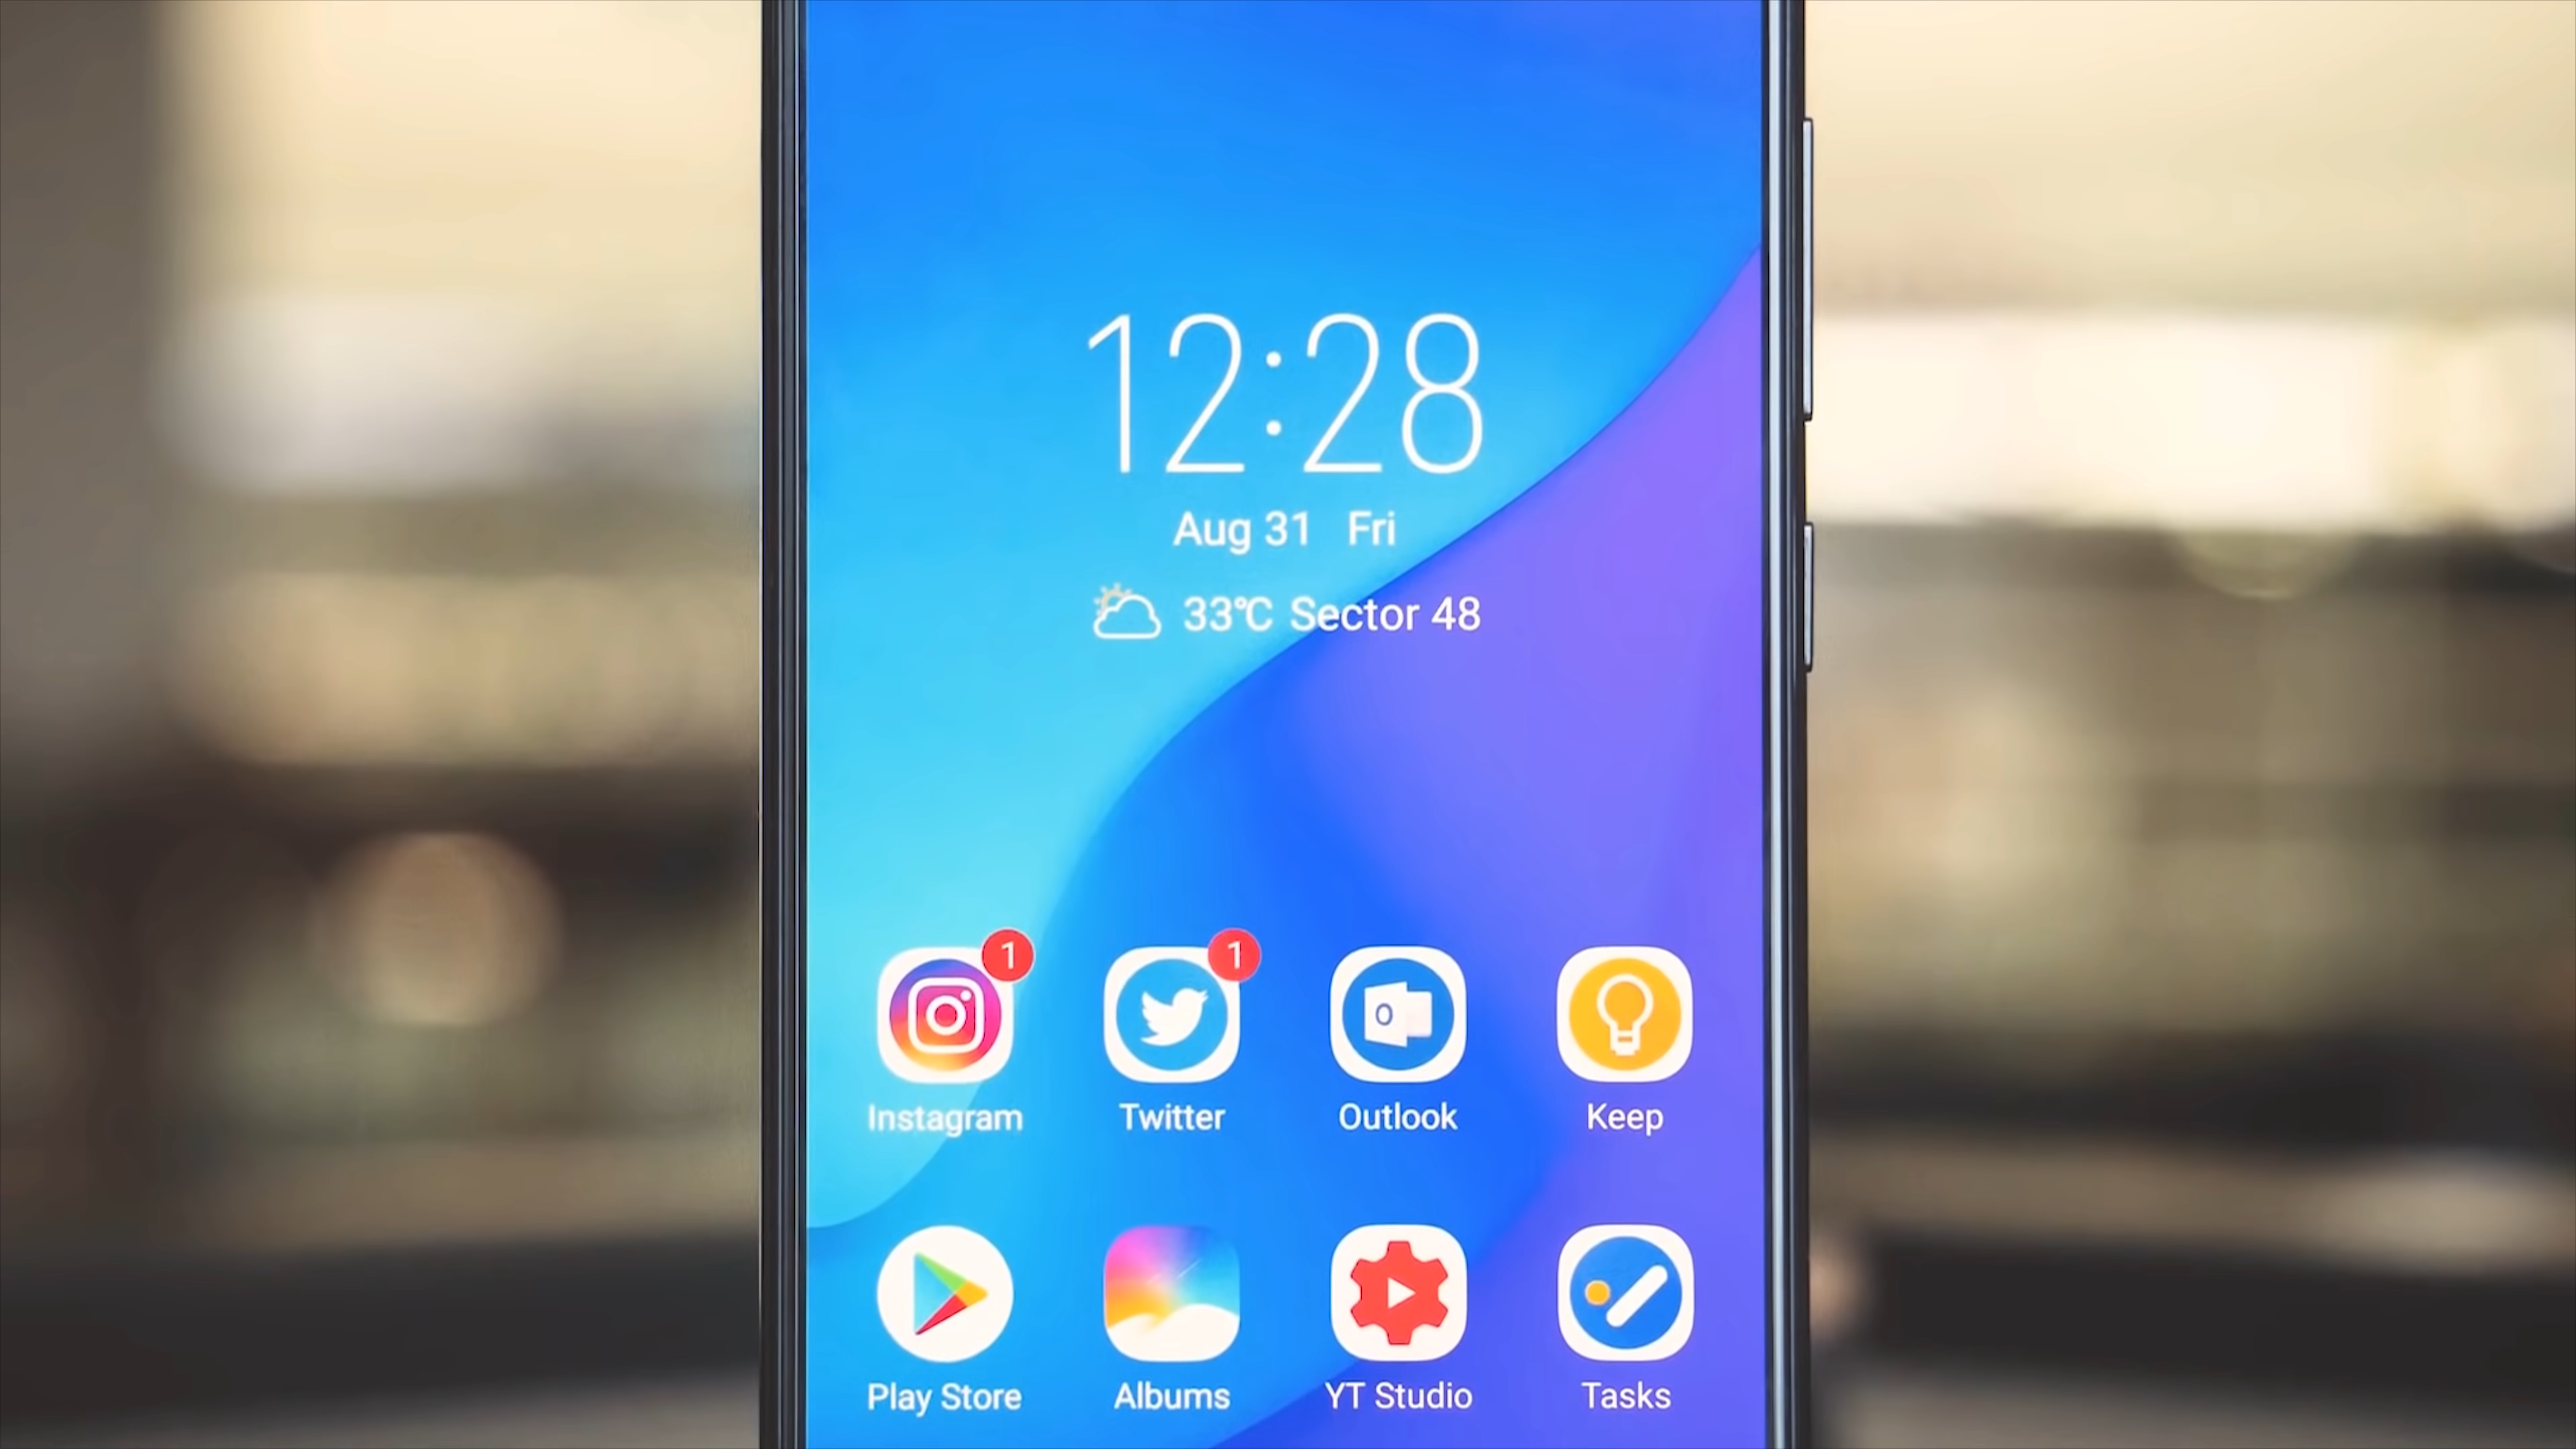 12:28
Aug 31 Fri
33℃ Sector 48
1 1
O
Instagram Twitter Outlook Keep
Play Store Albums YT Studio Tasks